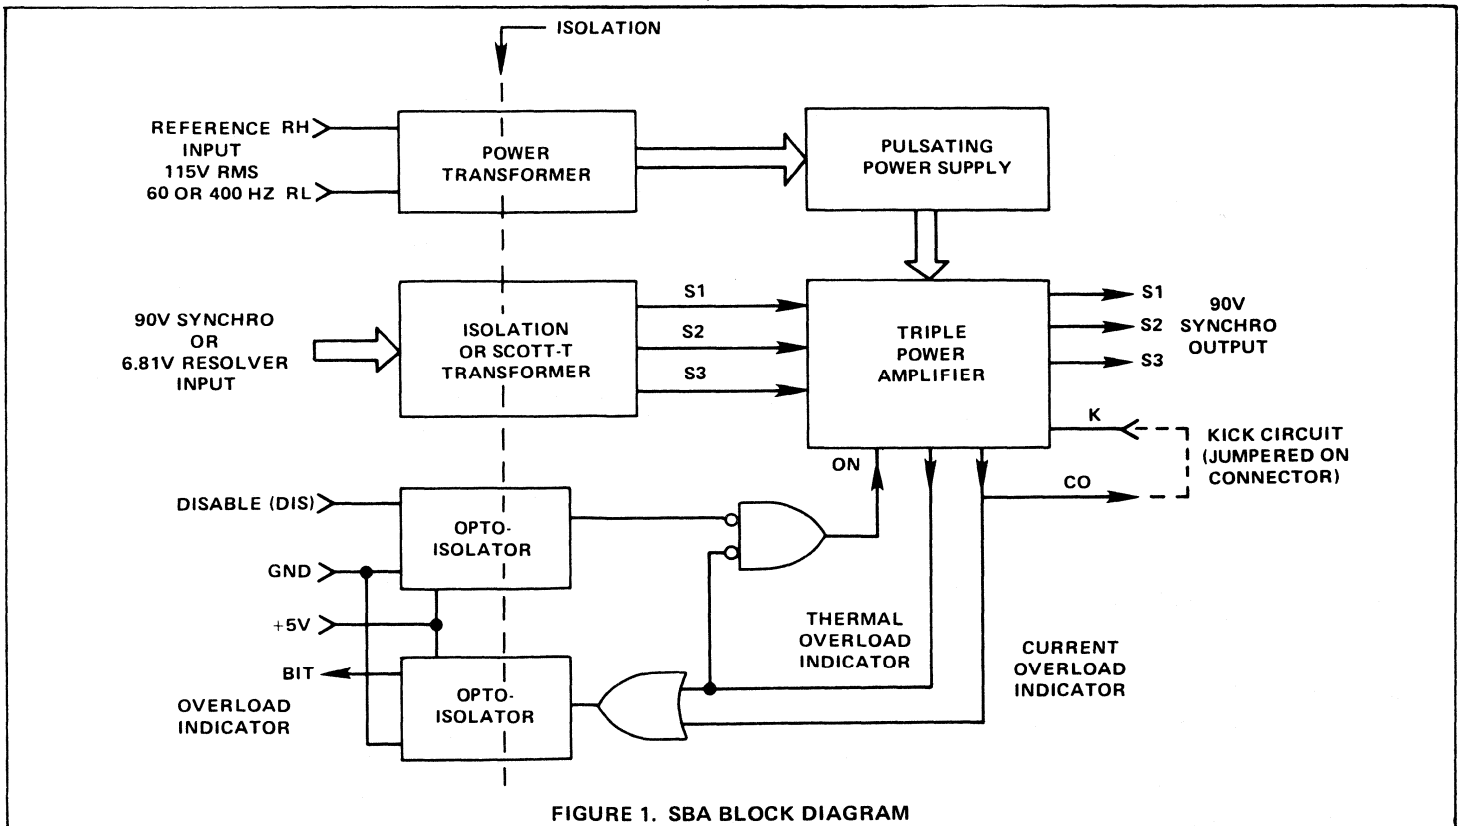 ISOLATION
REFERENCE RH
INPUT
115V RMS
60 OR 400 HZ RL
POWER
TRANSFORMER
PULSATING
POWER SUPPLY
90V SYNCHRO
OR
6.81V RESOLVER
INPUT
ISOLATION
OR SCOTT-T
TRANSFORMER
S1
S2
S3
TRIPLE
POWER
AMPLIFIER
S1
S2
S3
90V
SYNCHRO
OUTPUT
K
KICK CIRCUIT
(JUMPERED ON
CONNECTOR)
CO
ON
DISABLE (DIS)
OPTO-
ISOLATOR
GND
+5V
BIT
OVERLOAD
INDICATOR
OPTO-
ISOLATOR
THERMAL
OVERLOAD
INDICATOR
CURRENT
OVERLOAD
INDICATOR
FIGURE 1. SBA BLOCK DIAGRAM